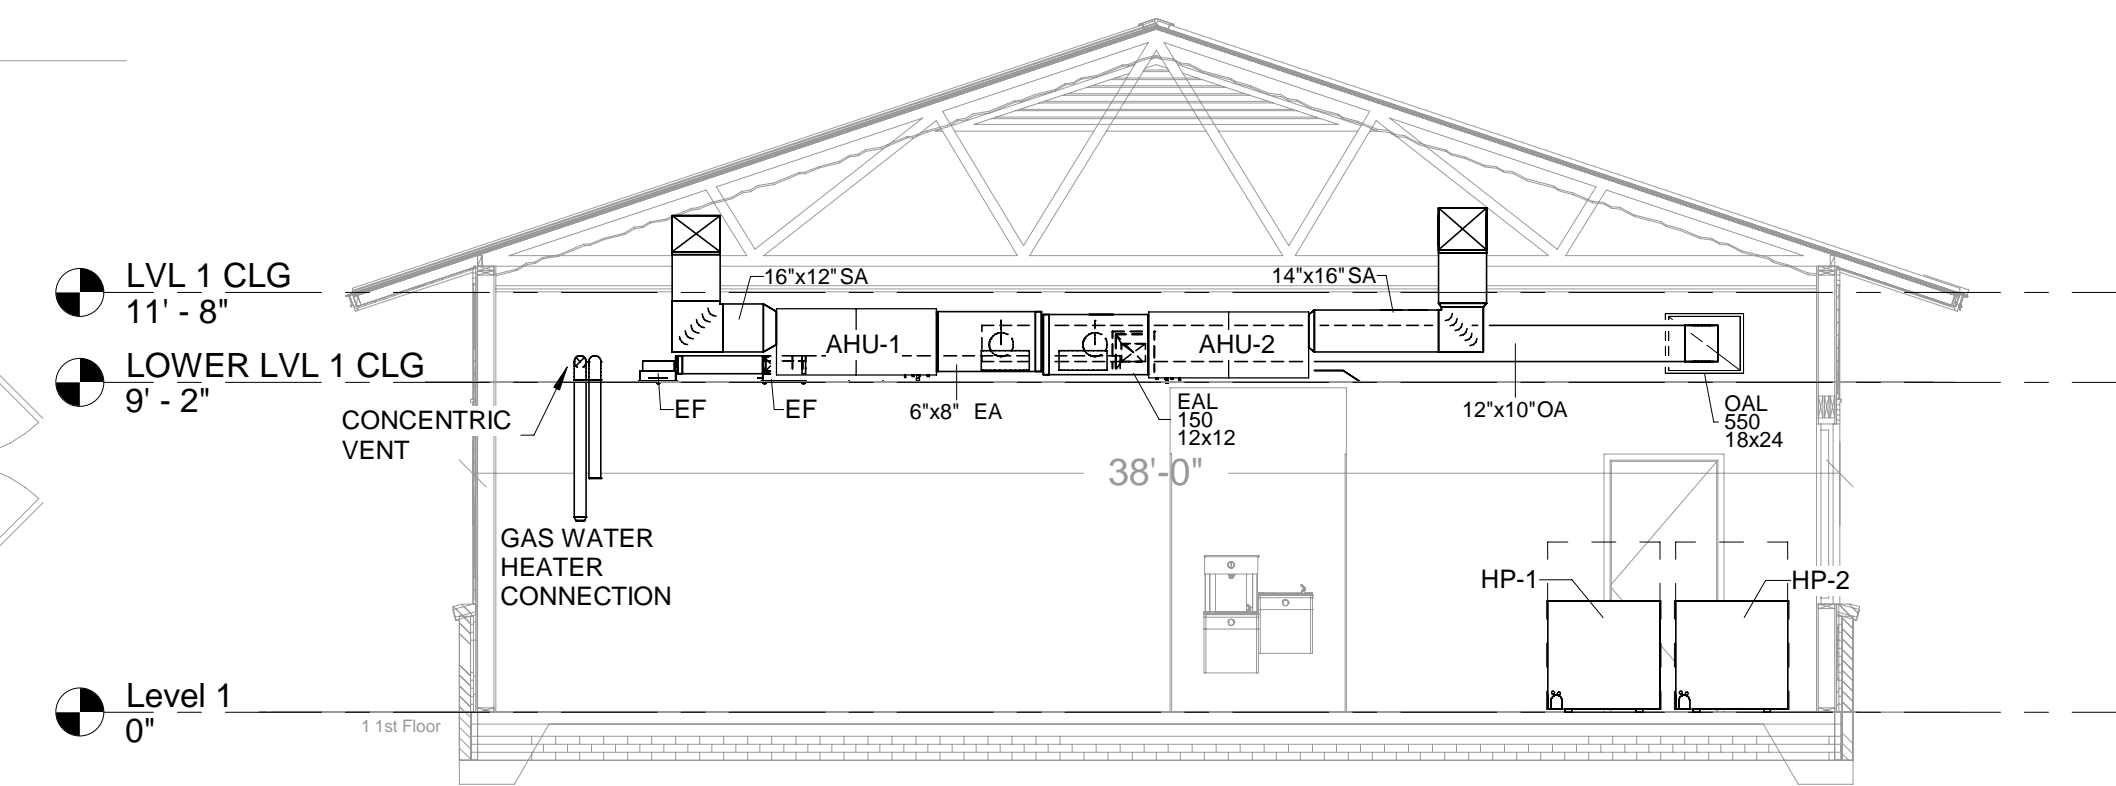 LVL 1 CLG
11' - 8"
LOWER LVL 1 CLG
9' - 2"
16"x12" SA
14"x16" SA
AHU-1
AHU-2
CONCENTRIC
VENT
EF
EF
6"x8" EA
EAL
150
12x12
12"x10"OA
OAL
550
18x24
38'-0"
GAS WATER
HEATER
CONNECTION
HP-1
HP-2
Level 1
0"
1 1st Floor